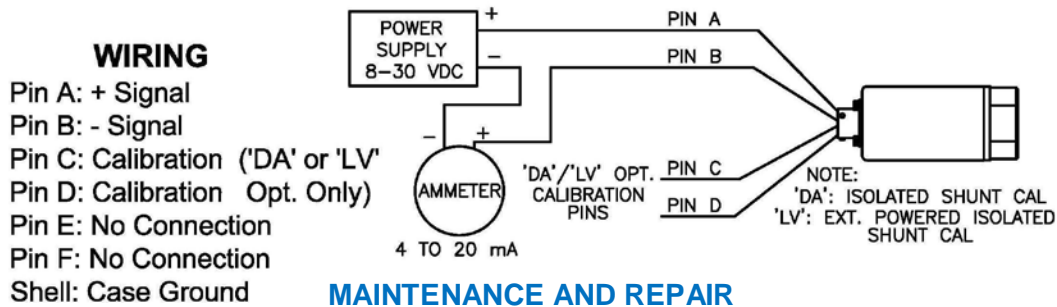 WIRING
Pin A: + Signal
Pin B: - Signal
Pin C: Calibration ('DA' or 'LV'
Pin D: Calibration Opt. Only)
Pin E: No Connection
Pin F: No Connection
Shell: Case Ground
POWER
SUPPLY
8-30 VDC
+
-
-
+
AMMETER
4 TO 20 mA
PIN A
PIN B
'DA'/'LV' OPT.
CALIBRATION
PINS
PIN C
PIN D
NOTE:
'DA': ISOLATED SHUNT CAL
'LV': EXT. POWERED ISOLATED
SHUNT CAL
MAINTENANCE AND REPAIR